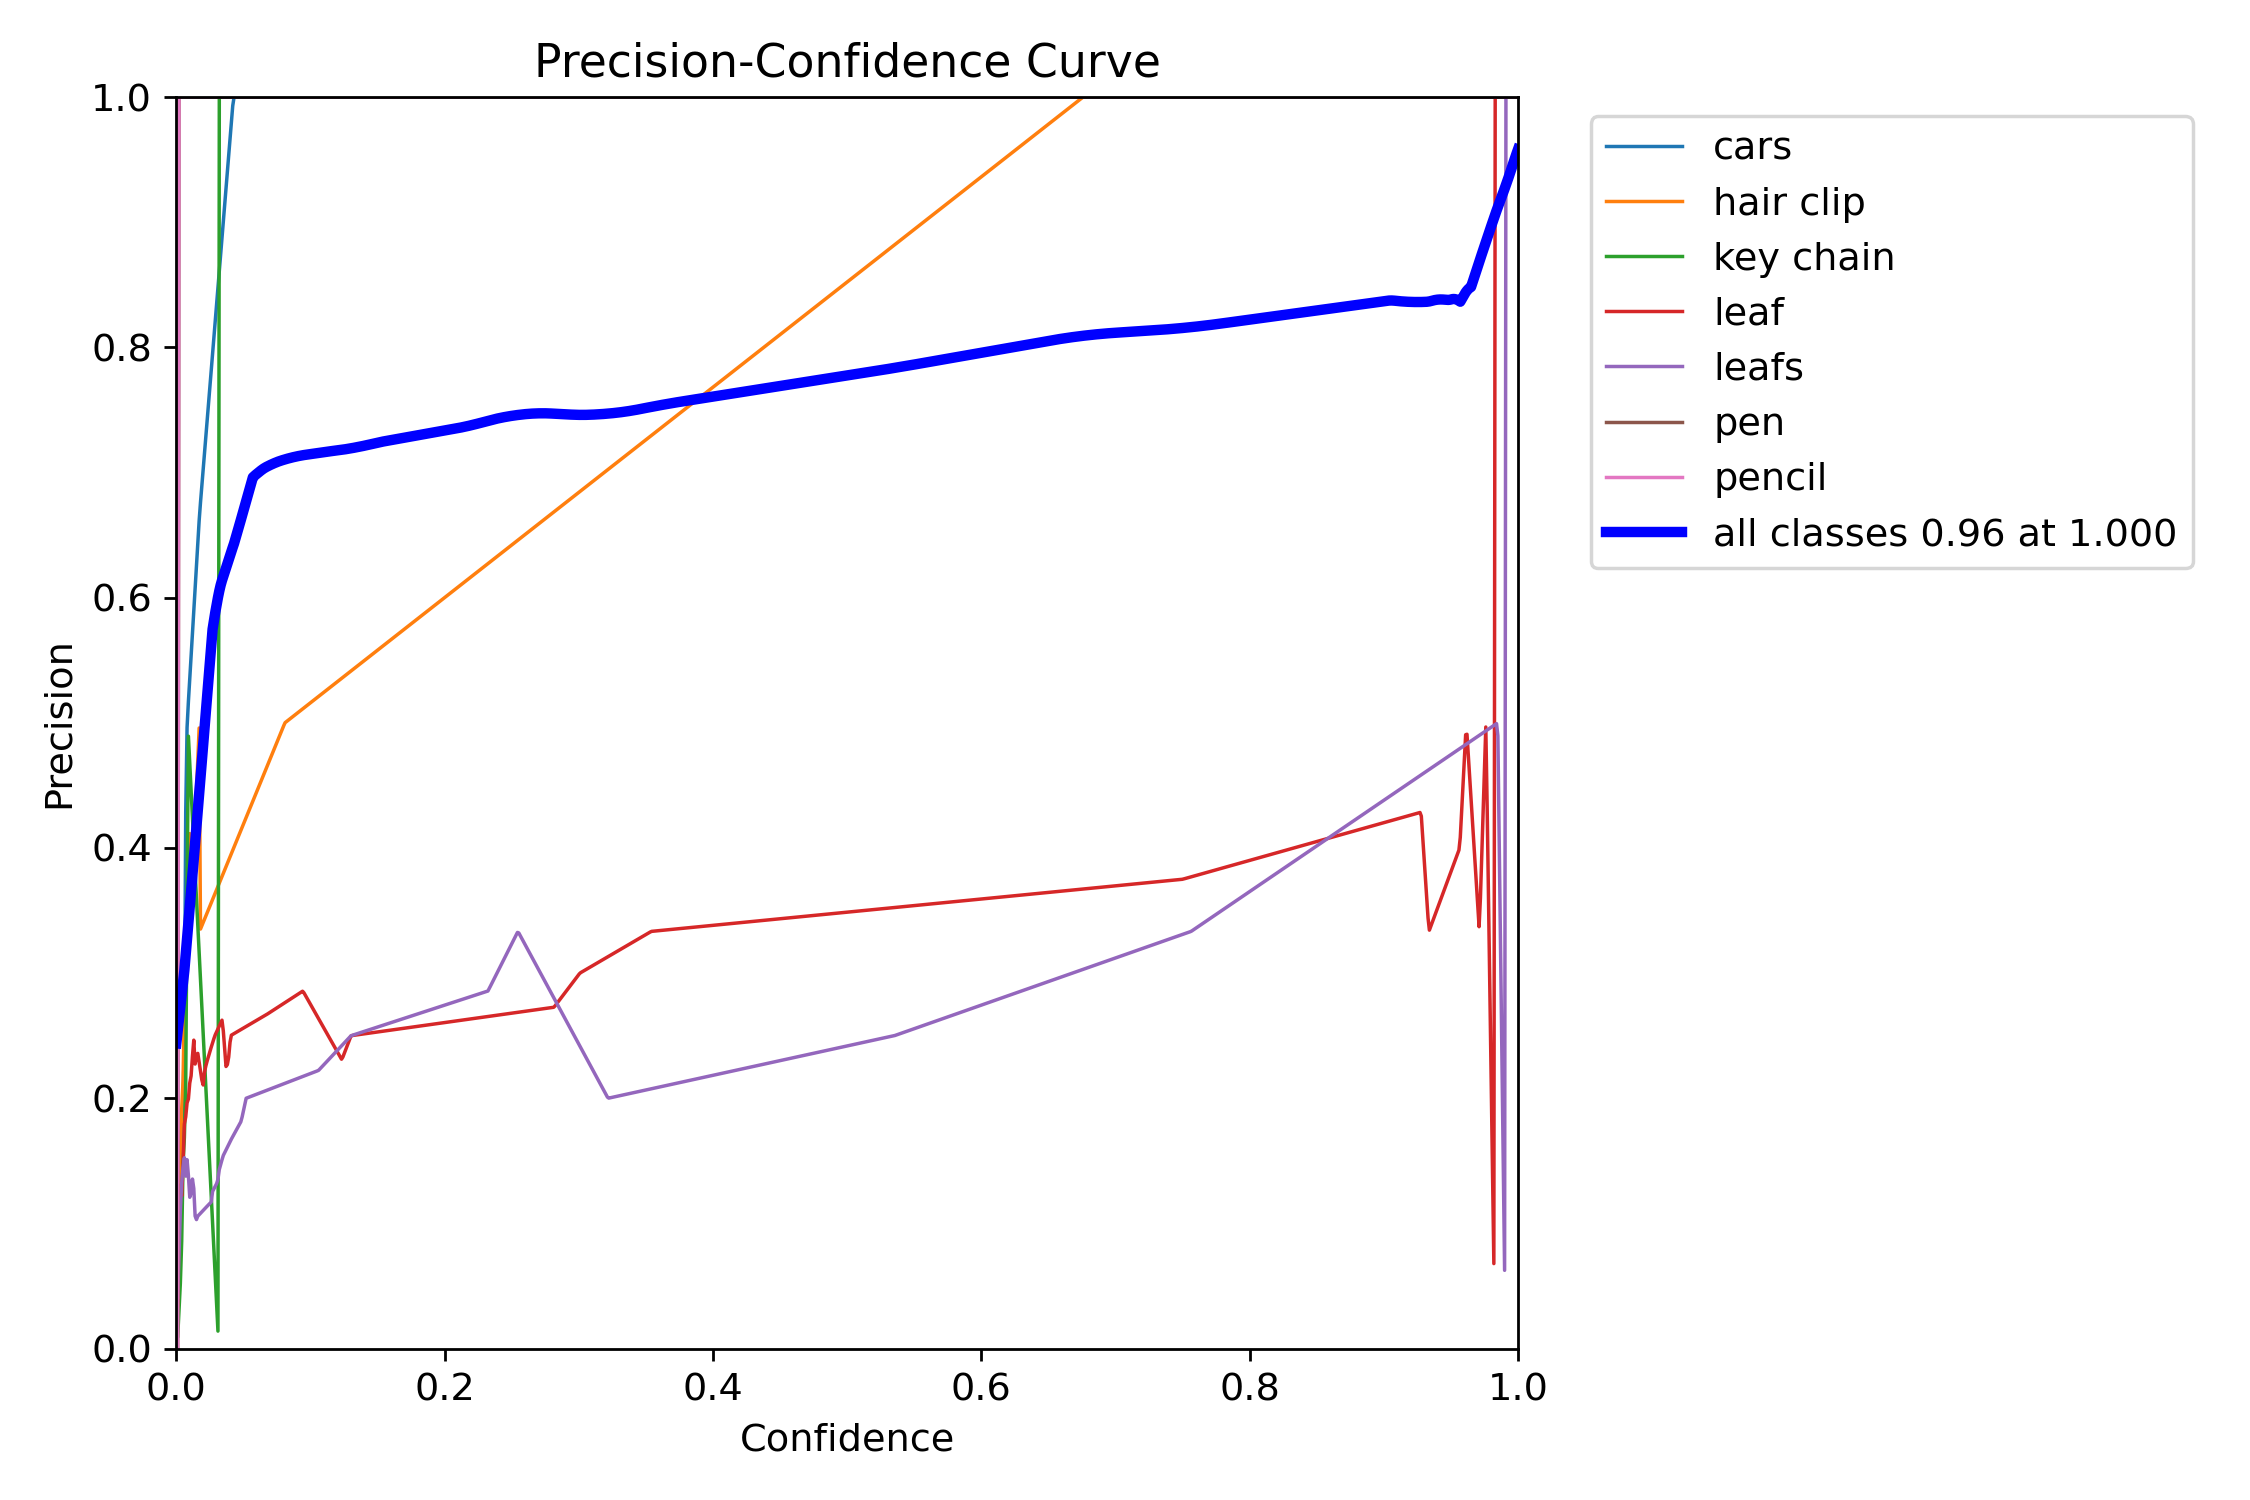 Precision-Confidence Curve
1.0
0.8
0.6
0.4
0.2
0.0
Precision
0.0 0.2 0.4 0.6 0.8 1.0
Confidence
cars
hair clip
key chain
leaf
leafs
pen
pencil
all classes 0.96 at 1.000